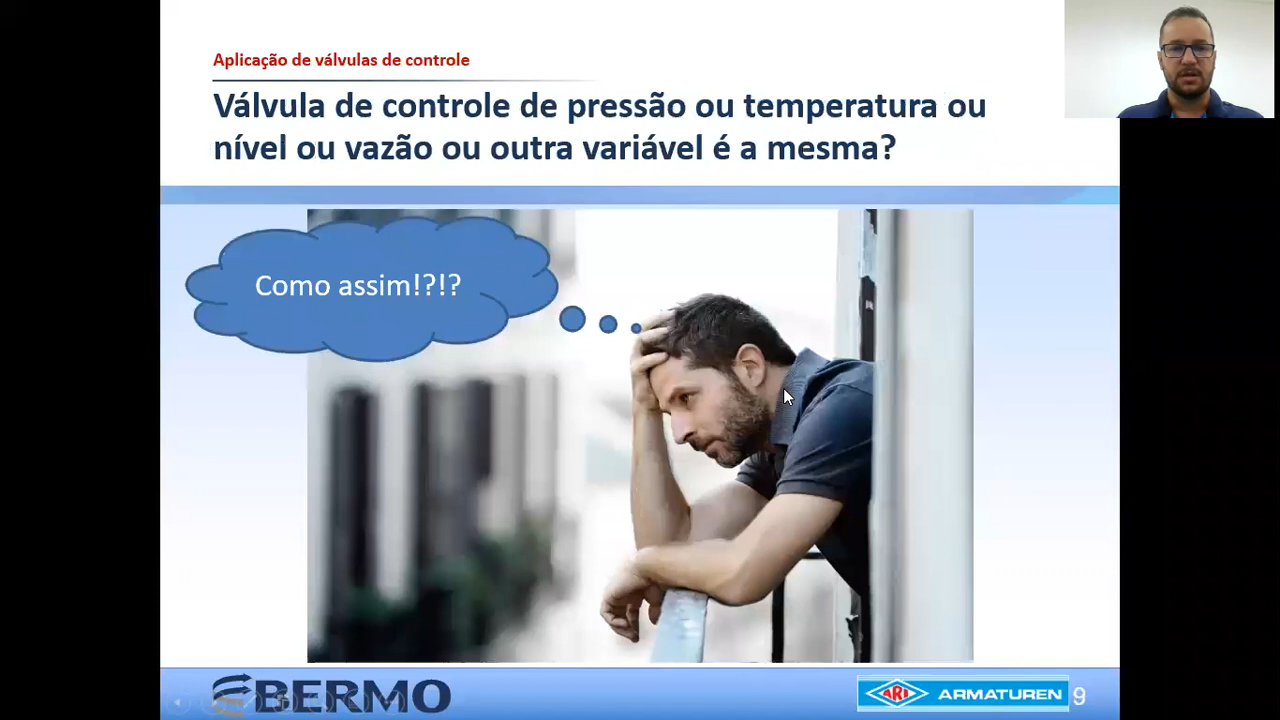 Aplicação de válvulas de controle
Válvula de controle de pressão ou temperatura ou
nível ou vazão ou outra variável é a mesma?
Como assim!?!?
BERMO
ARI ARMATUREN 9